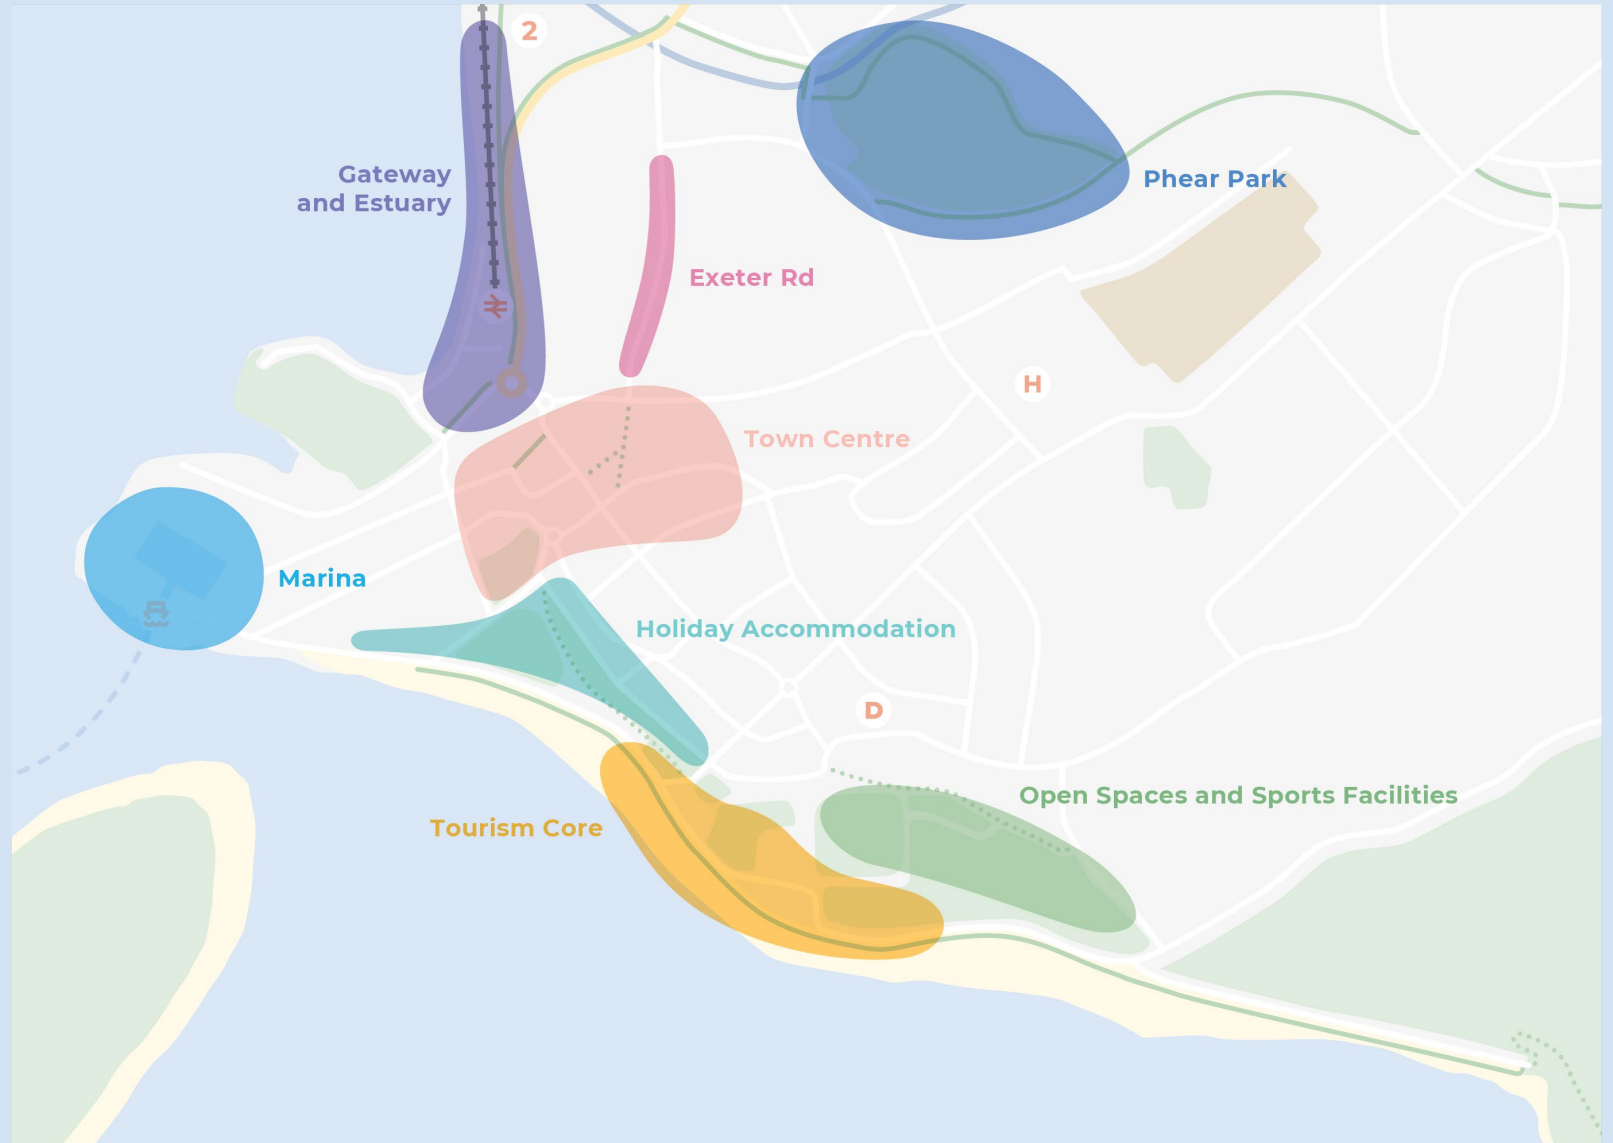 2
Gateway
and Estuary
Phear Park
Exeter Rd
H
Town Centre
Marina
Holiday Accommodation
D
Open Spaces and Sports Facilities
Tourism Core